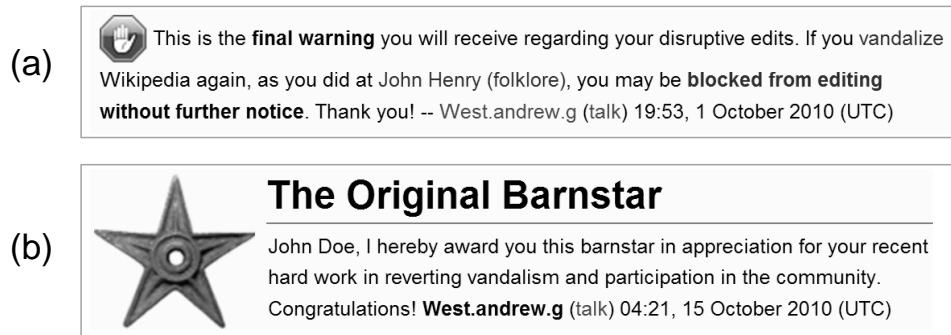 (a)
This is the final warning you will receive regarding your disruptive edits. If you vandalize
Wikipedia again, as you did at John Henry (folklore), you may be blocked from editing
without further notice. Thank you! -- West.andrew.g (talk) 19:53, 1 October 2010 (UTC)
(b)
The Original Barnstar
John Doe, I hereby award you this barnstar in appreciation for your recent
hard work in reverting vandalism and participation in the community.
Congratulations! West.andrew.g (talk) 04:21, 15 October 2010 (UTC)